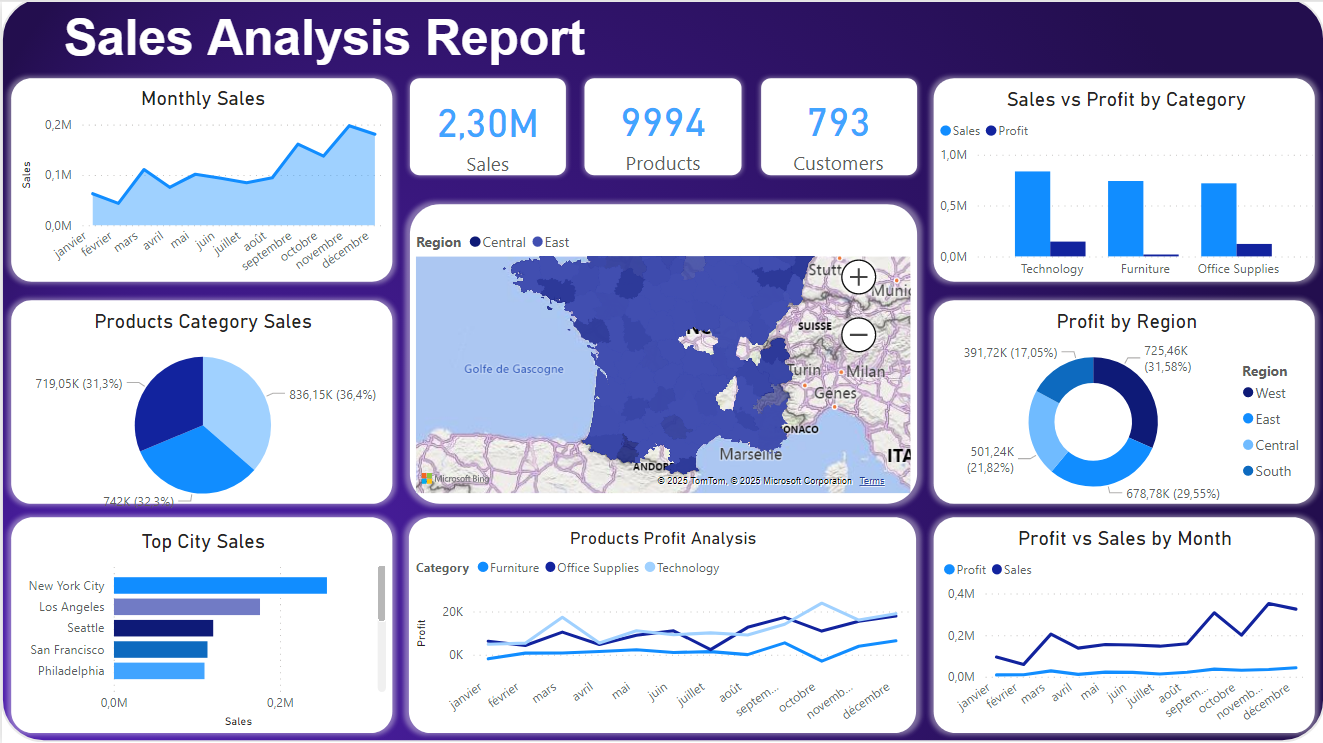 Sales Analysis Report
Monthly Sales
0,2M
0,1M
0,0M
Sales
janvier
février
mars
avril
mai
juin
juillet
août
septembre
octobre
novembre
décembre
2,30M
Sales
9994
Products
793
Customers
Sales vs Profit by Category
Sales Profit
1,0M
0,5M
0,0M
Technology Furniture Office Supplies
Region Central East
Golfe de Gascogne
SUISSE
Turin
Milan
Gênes
Marseille
Microsoft Bing
© 2025 TomTom, © 2025 Microsoft Corporation Terms
Products Category Sales
719,05K (31,3%)
836,15K (36,4%)
742K (32,3%)
Profit by Region
391,72K (17,05%)
725,46K
(31,58%)
501,24K
(21,82%)
678,78K (29,55%)
Region
West
East
Central
South
Top City Sales
New York City
Los Angeles
Seattle
San Francisco
Philadelphia
0,0M 0,2M
Sales
Products Profit Analysis
Category Furniture Office Supplies Technology
20K
0K
Profit
janvier
février
mars
avril
mai
juin
juillet
août
septem...
octobre
novemb...
décembre
Profit vs Sales by Month
Profit Sales
0,4M
0,2M
0,0M
janvier
février
mars
avril
mai
juin
juillet
août
septem...
octobre
novemb...
décembre